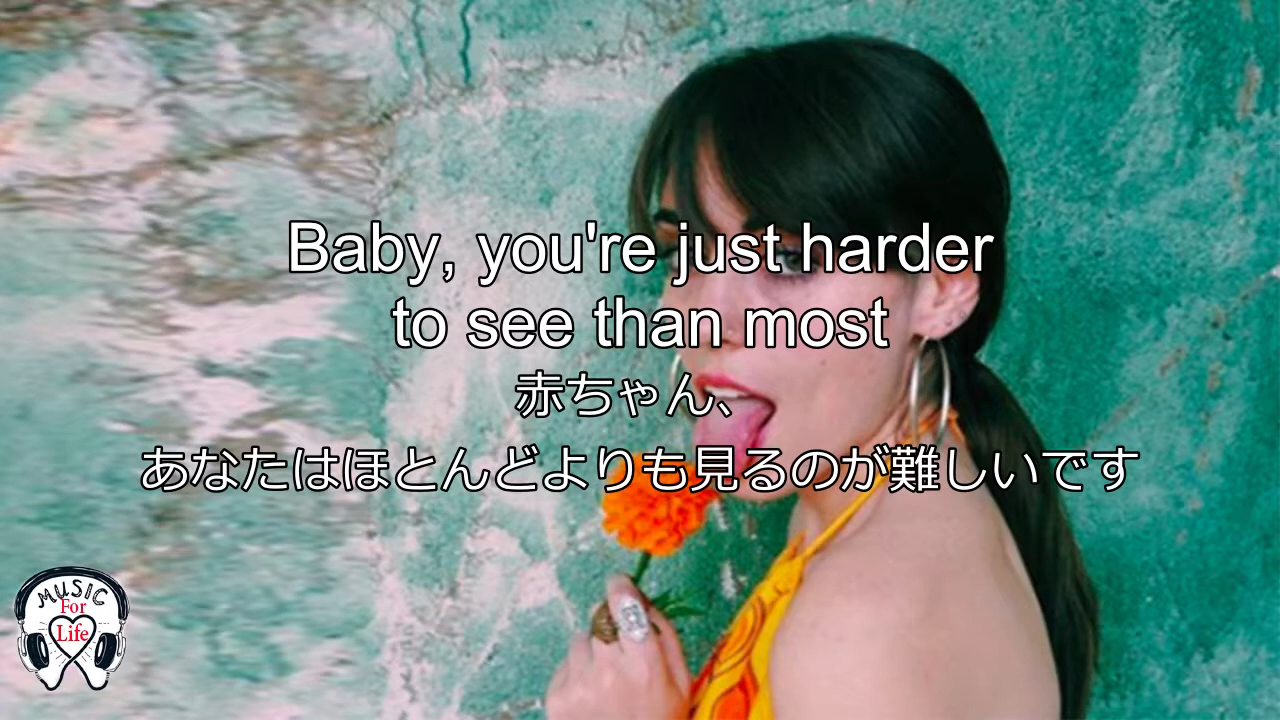 Baby, you're just harder
to see than most
赤ちゃん、
あなたはほとんどよりも見るのが難しいです
MUSIC
For
Life